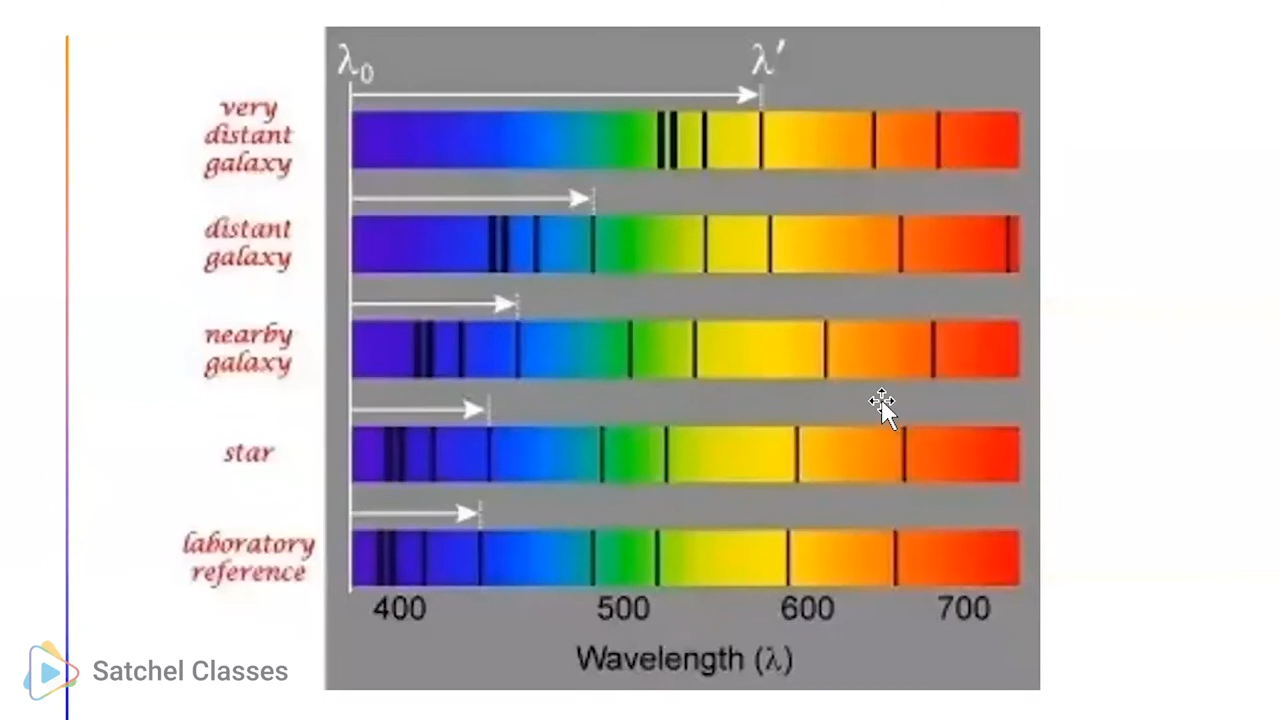 λ₀
λ′
very
distant
galaxy
distant
galaxy
nearby
galaxy
star
laboratory
reference
400 500 600 700
Wavelength (λ)
Satchel Classes